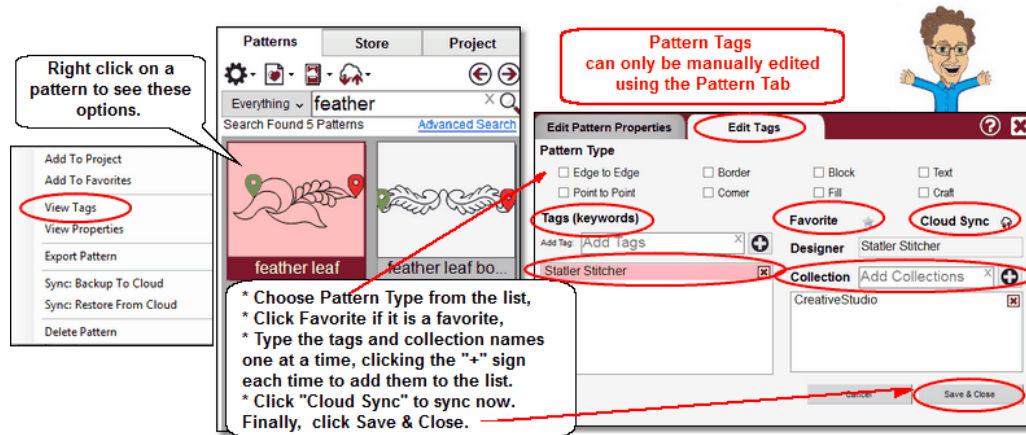 Right click on a
pattern to see these
options.
Add To Project
Add To Favorites
View Tags
View Properties
Export Pattern
Sync: Backup To Cloud
Sync: Restore From Cloud
Delete Pattern
Patterns Store Project
Everything feather X
Search Found 5 Patterns Advanced Search
feather leaf feather leaf bo...
Pattern Tags
can only be manually edited
using the Pattern Tab
Edit Pattern Properties Edit Tags ? X
Pattern Type
Edge to Edge Border Block Text
Point to Point Corner Fill Craft
Tags (keywords) Favorite Cloud Sync
Add Tag: Add Tags X Designer Statler Stitcher
Statler Stitcher Collection Add Collections X
CreativeStudio
Cancel Save & Close
* Choose Pattern Type from the list,
* Click Favorite if it is a favorite,
* Type the tags and collection names
one at a time, clicking the "+" sign
each time to add them to the list.
* Click "Cloud Sync" to sync now.
Finally, click Save & Close.